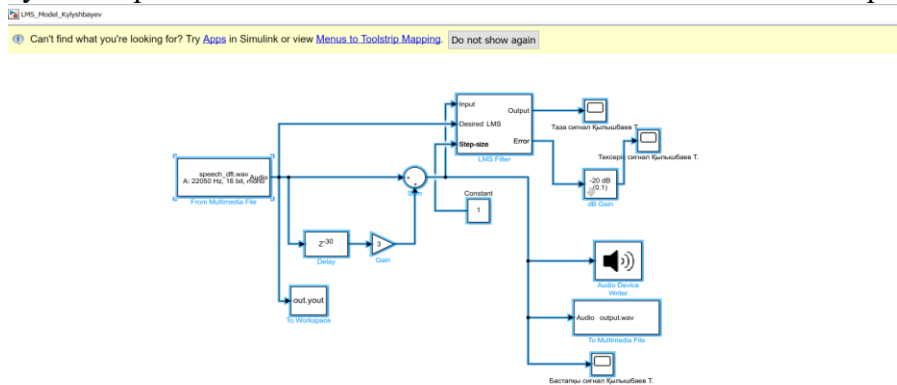 LMS_Model_Kylyshbayev
Can't find what you're looking for? Try Apps in Simulink or view Menus to Toolstrip Mapping. Do not show again
Input
Output
Desired LMS
Step-size
Error
LMS Filter
Таза сигнал Қылышбаев Т.
Тексеріс сигнал Қылышбаев Т.
-20 dB
(0.1)
dB Gain
speech_dft.wav Audio
A: 22050 Hz, 16 bit, mono
From Multimedia File
Constant
1
Z-30
Delay
3
Gain
Audio Device
Writer
out.yout
To Workspace
Audio output.wav
To Multimedia File
Бастапқы сигнал Қылышбаев Т.